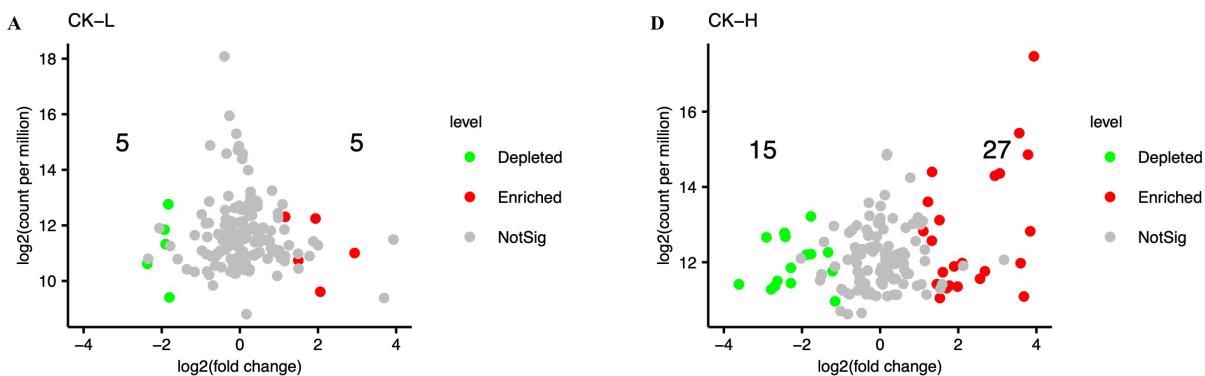 A CK−L
18
16
14
12
10
5 5
−4 −2 0 2 4
log2(fold change)
log2(count per million)
level
Depleted
Enriched
NotSig
D CK−H
16
14
12
15 27
−4 −2 0 2 4
log2(fold change)
log2(count per million)
level
Depleted
Enriched
NotSig